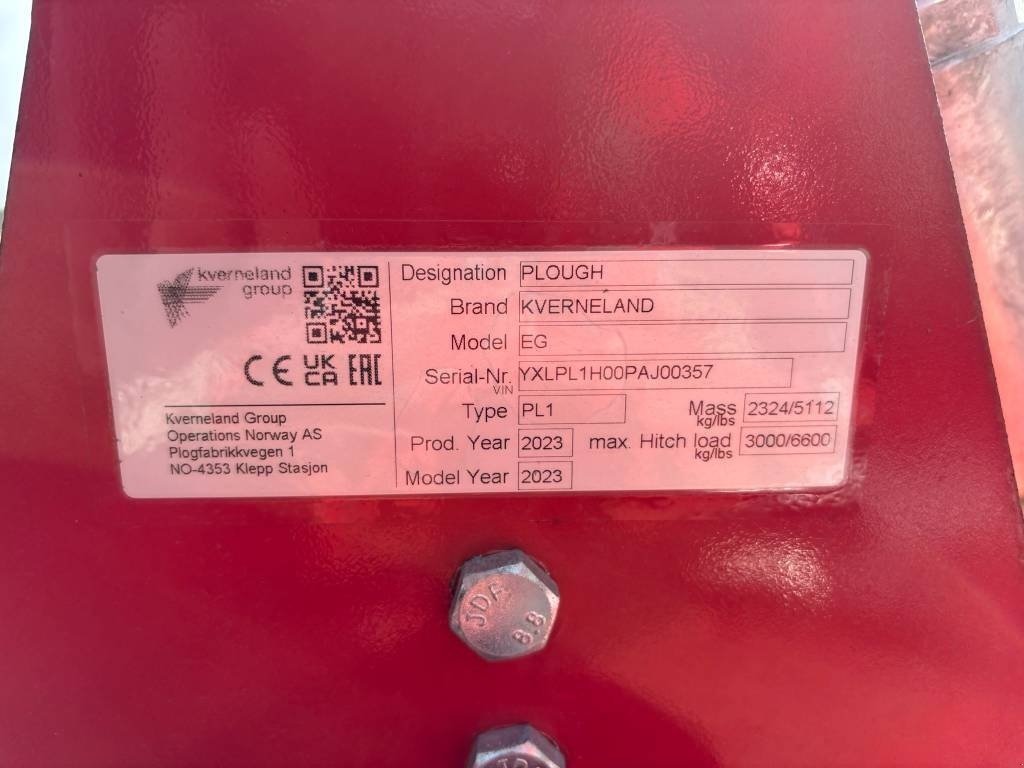 kverneland
group
CE UK CA EAC
Kverneland Group
Operations Norway AS
Plogfabrikkvegen 1
NO-4353 Klepp Stasjon
Designation PLOUGH
Brand KVERNELAND
Model EG
Serial-Nr. VIN YXLPL1H00PAJ00357
Type PL1 Mass kg/lbs 2324/5112
Prod. Year 2023 max. Hitch load kg/lbs 3000/6600
Model Year 2023
JDF
8.8